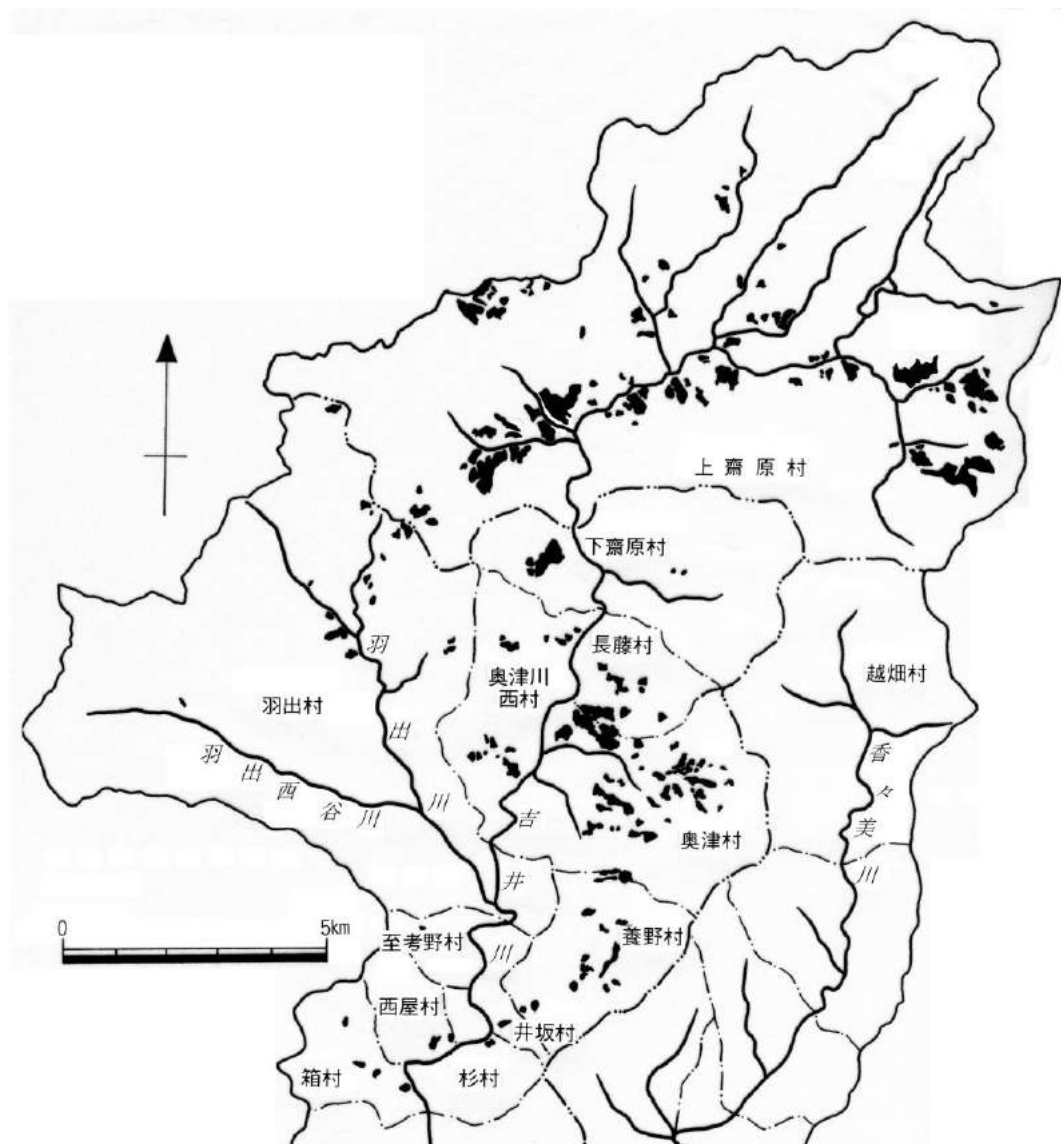 上齋原村
下齋原村
長藤村
奥津川
西村
越畑村
羽出村
羽出川
羽出西谷川
香々美川
吉井川
奥津村
0 5km
至考野村
養野村
西屋村
井坂村
箱村
杉村